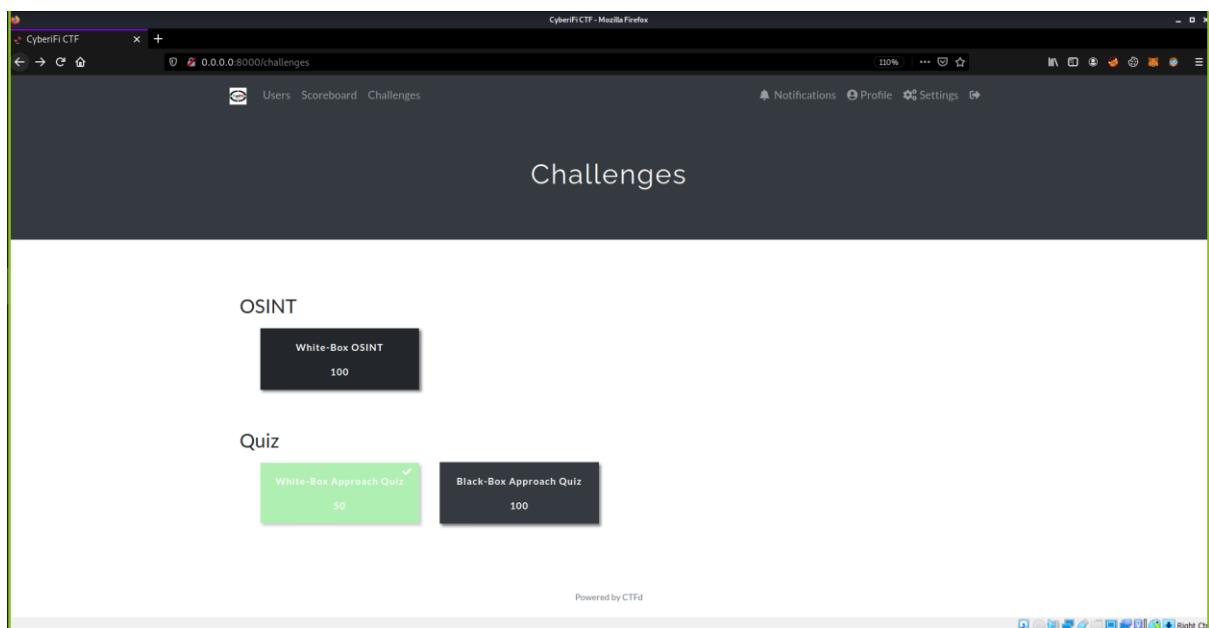 CyberiFi CTF - Mozilla Firefox
CyberiFi CTF
0.0.0.0:8000/challenges
110%
Users Scoreboard Challenges
Notifications Profile Settings
Challenges
OSINT
White-Box OSINT
100
Quiz
White-Box Approach Quiz
50
Black-Box Approach Quiz
100
Powered by CTFd
Right Ct